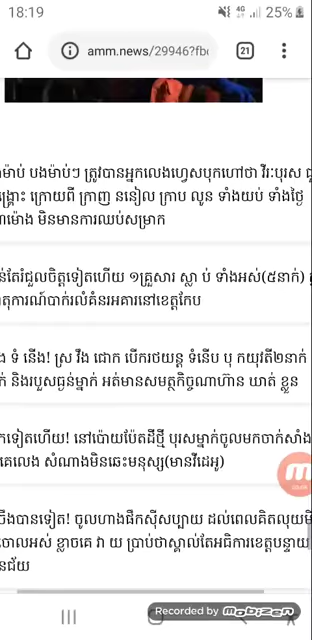 18:19
4G
25%
amm.news/29946?fb
21
ម៉ាប់ បងម៉ាប់ៗ ត្រូវបានអ្នកលេងហ្វេសបុកហៅថា វីរ:បុរស
ង្គ្រោះ ក្រោយពី ក្រាញ ននៀល ក្រាប លូន ទាំងយប់ ទាំងថ្ងៃ
ម៉ោង មិនមានការឈប់សម្រាក
ន់តែរំជួលចិត្តទៀតហើយ ១គ្រួសារ ស្លា ប់ ទាំងអស់(៥នាក់)
តុការណ៍បាក់រលំគំនរអគារនៅខេត្តកែប
ង ទំ នើង! ស្រ វឹង ជោក បើករថយន្ត ទំនើប បុ កយុវតី២នាក់
ក់ និងរបួសធ្ងន់ម្នាក់ អត់មានសមត្ថកិច្ចណាហ៊ាន ឃាត់ ខ្លួន
កទៀតហើយ! នៅប៉ោយប៉ែតដីថ្មី បុរសម្នាក់ចូលមកចាក់សាំង
គេលេង សំណាងមិនឆេះមនុស្ស(មានវីដេអូ)
ចឹងបានទៀត! ចូលហាងផឹកស៊ីសប្បាយ ដល់ពេលគិតលុយមិ
ចោលអស់ ខ្លាចគេ វា យ ប្រាប់ថាស្គាល់តែអធិការខេត្តបន្ទាយ
នជ័យ
Recorded by Mobizen